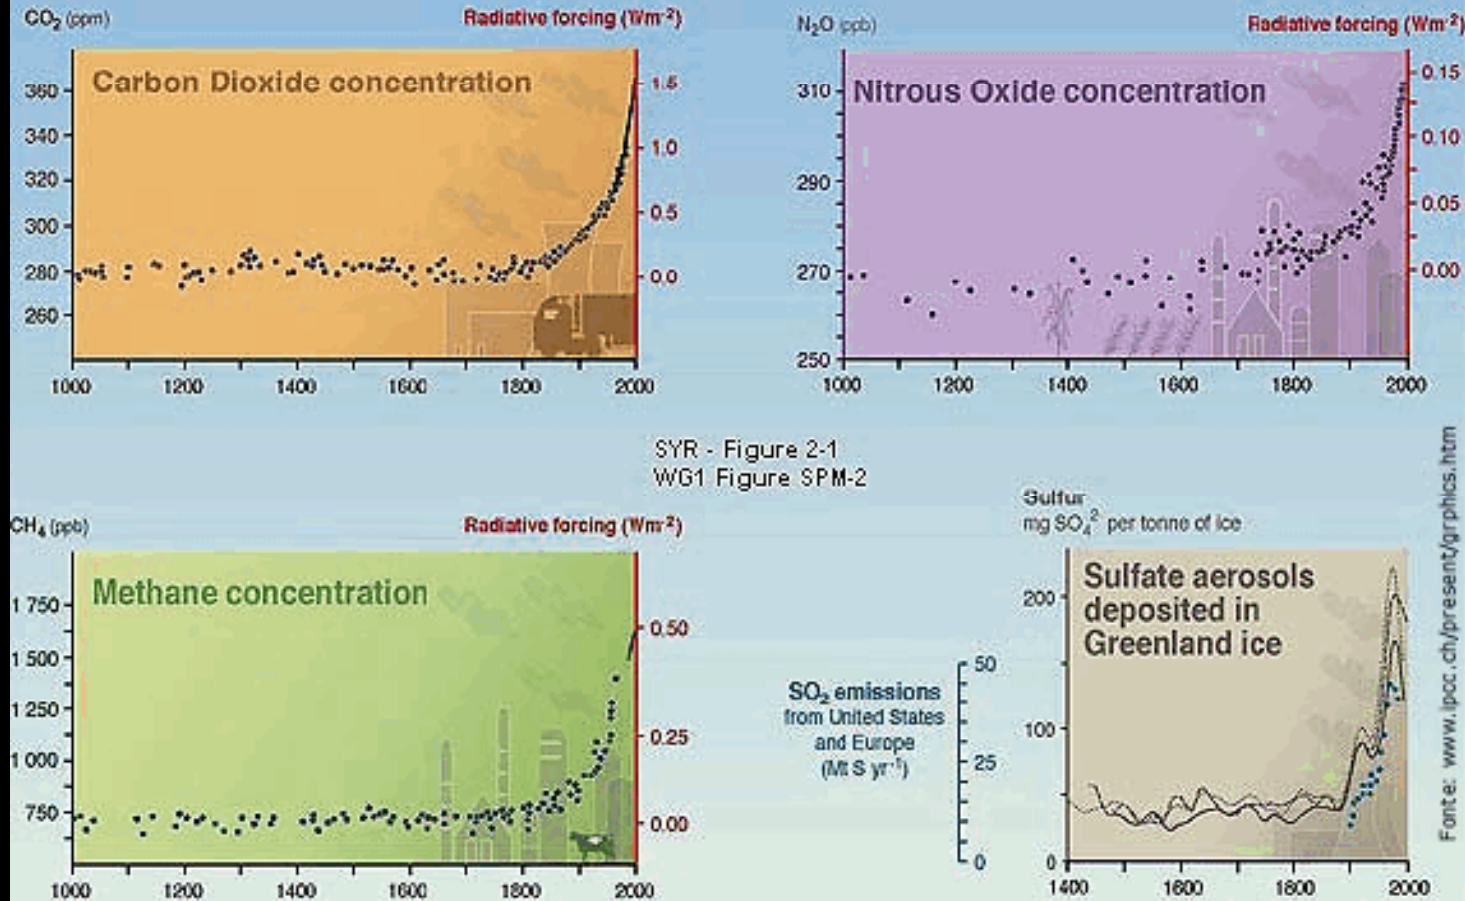 CO₂ (ppm)
Radiative forcing (Wm⁻²)
Carbon Dioxide concentration
360
340
320
300
280
260
1.5
1.0
0.5
0.0
1000 1200 1400 1600 1800 2000
N₂O (ppb)
Radiative forcing (Wm⁻²)
Nitrous Oxide concentration
310
290
270
250
0.15
0.10
0.05
0.00
1000 1200 1400 1600 1800 2000
SYR - Figure 2-1
WG1 Figure SPM-2
CH₄ (ppb)
Radiative forcing (Wm⁻²)
Methane concentration
1 750
1 500
1 250
1 000
750
0.50
0.25
0.00
1000 1200 1400 1600 1800 2000
SO₂ emissions
from United States
and Europe
(Mt S yr⁻¹)
50
25
0
Sulfur
mg SO₄² per tonne of ice
Sulfate aerosols
deposited in
Greenland ice
200
100
0
1400 1600 1800 2000
Fonte: www.ipcc.ch/present/grphics.htm